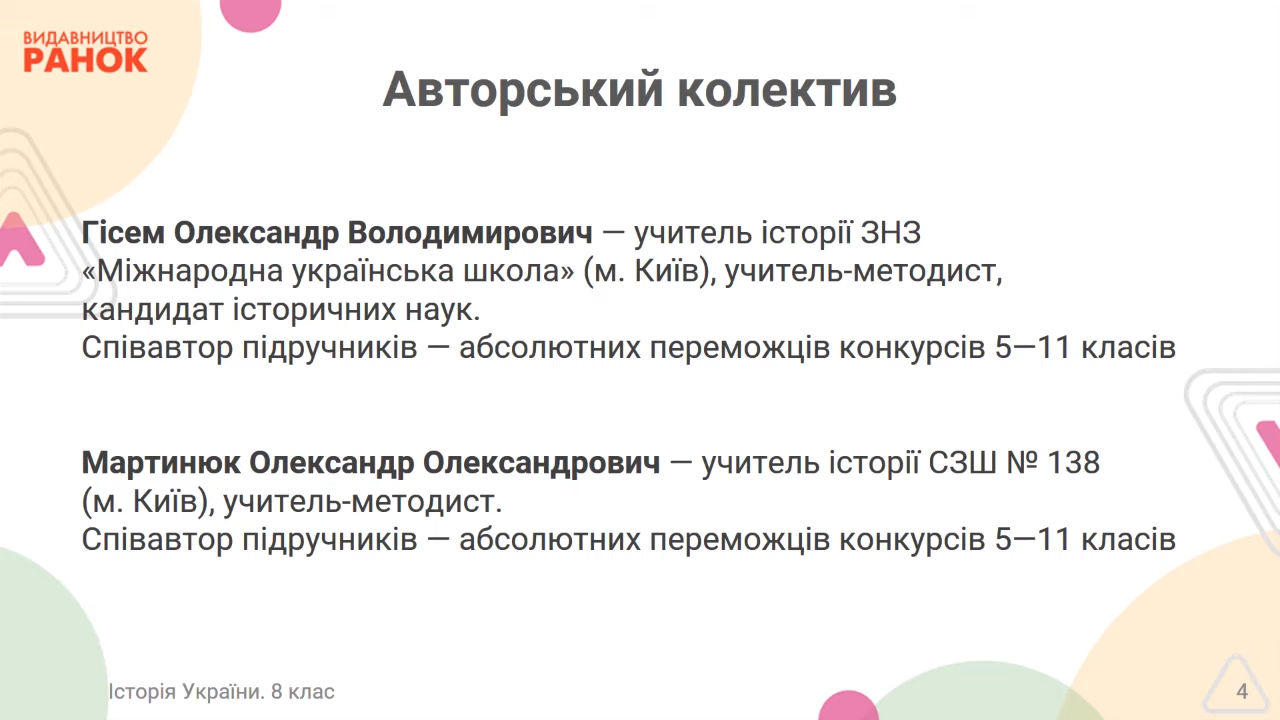 ВИДАВНИЦТВО
РАНОК
Авторський колектив
Гісем Олександр Володимирович — учитель історії ЗНЗ
«Міжнародна українська школа» (м. Київ), учитель-методист,
кандидат історичних наук.
Співавтор підручників — абсолютних переможців конкурсів 5—11 класів
Мартинюк Олександр Олександрович — учитель історії СЗШ № 138
(м. Київ), учитель-методист.
Співавтор підручників — абсолютних переможців конкурсів 5—11 класів
Історія України. 8 клас
4